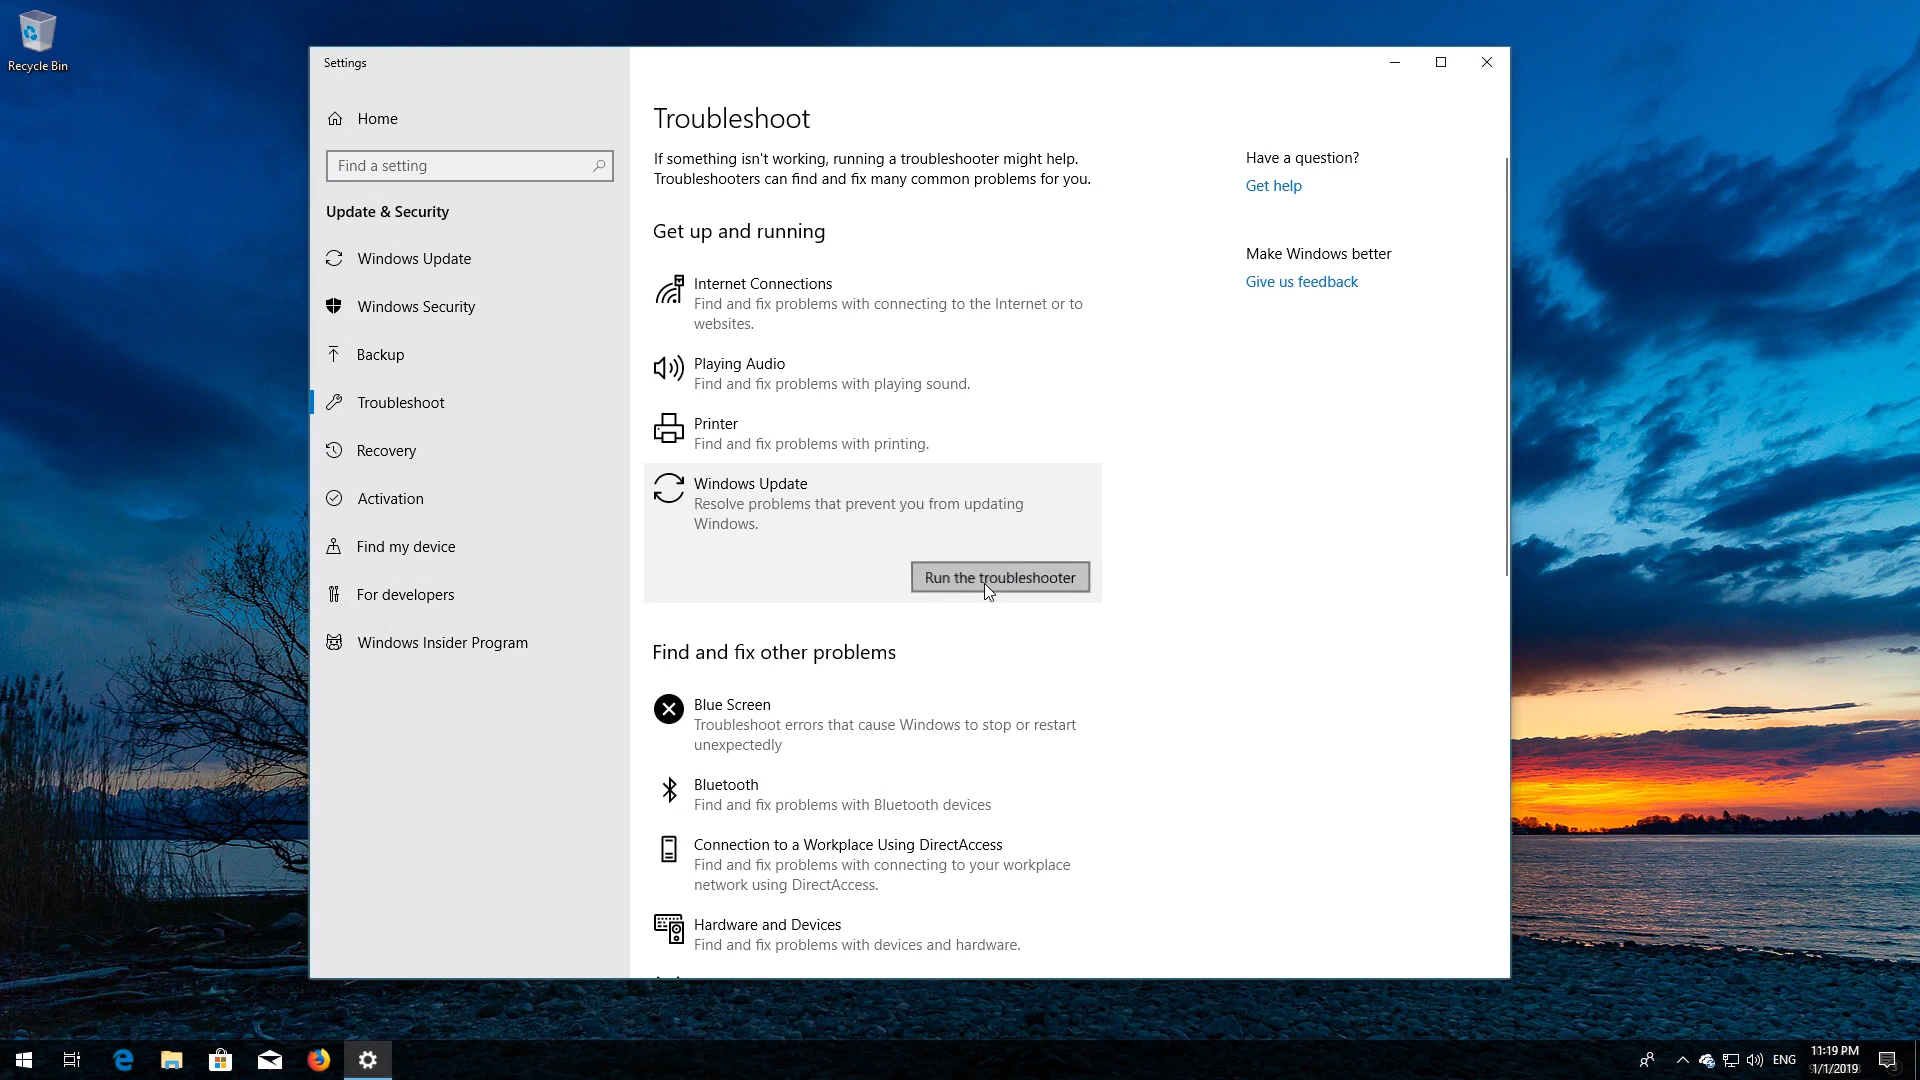 Recycle Bin
Settings
Home
Find a setting
Update & Security
Windows Update
Windows Security
Backup
Troubleshoot
Recovery
Activation
Find my device
For developers
Windows Insider Program
Troubleshoot
If something isn't working, running a troubleshooter might help.
Troubleshooters can find and fix many common problems for you.
Get up and running
Internet Connections
Find and fix problems with connecting to the Internet or to
websites.
Playing Audio
Find and fix problems with playing sound.
Printer
Find and fix problems with printing.
Windows Update
Resolve problems that prevent you from updating
Windows.
Run the troubleshooter
Find and fix other problems
Blue Screen
Troubleshoot errors that cause Windows to stop or restart
unexpectedly
Bluetooth
Find and fix problems with Bluetooth devices
Connection to a Workplace Using DirectAccess
Find and fix problems with connecting to your workplace
network using DirectAccess.
Hardware and Devices
Find and fix problems with devices and hardware.
Have a question?
Get help
Make Windows better
Give us feedback
ENG
11:19 PM
1/1/2019